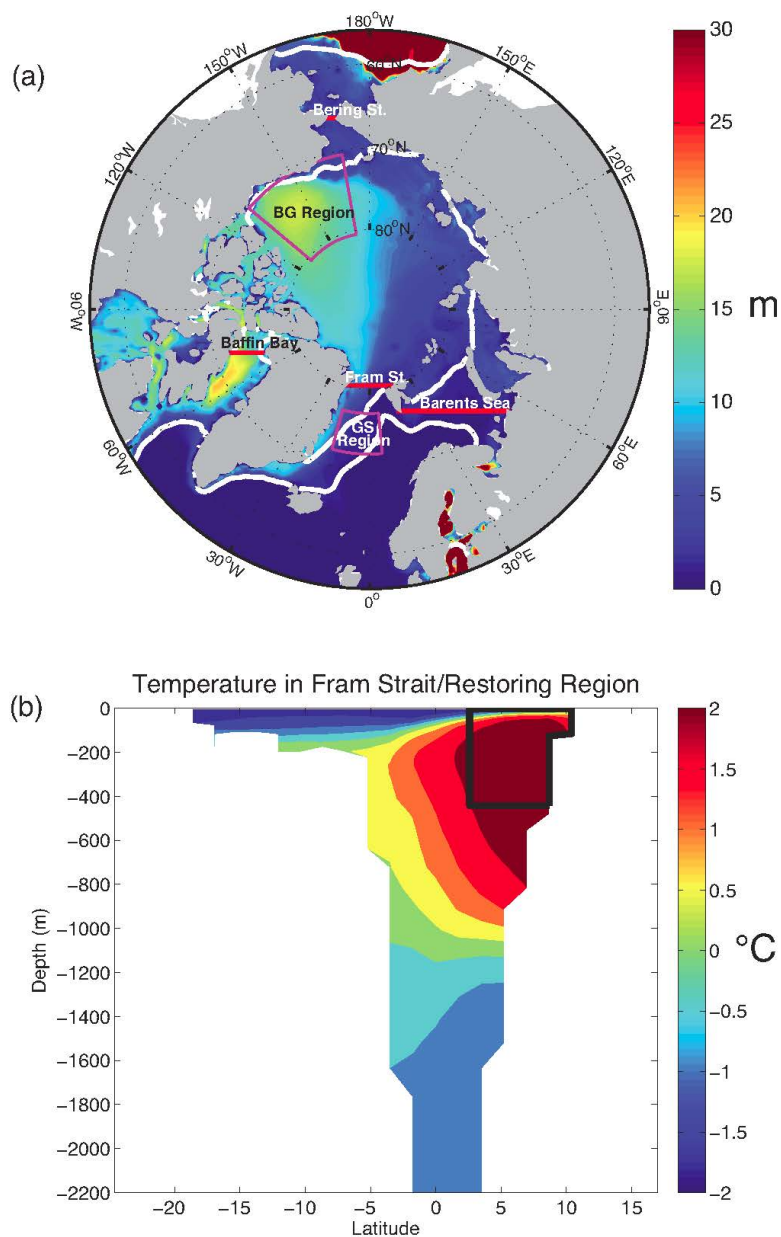 (a)
180°W
150°W
150°E
60°N
Bering St.
120°W
120°E
70°N
BG Region
80°N
90°W
90°E
Baffin Bay
Fram St.
Barents Sea
GS
Region
60°W
60°E
30°W
30°E
0°
30
25
20
15
10
5
0
m
Temperature in Fram Strait/Restoring Region
(b)
0
−200
−400
−600
−800
−1000
−1200
−1400
−1600
−1800
−2000
−2200
Depth (m)
−20
−15
−10
−5
0
5
10
15
Latitude
2
1.5
1
0.5
0
−0.5
−1
−1.5
−2
°C